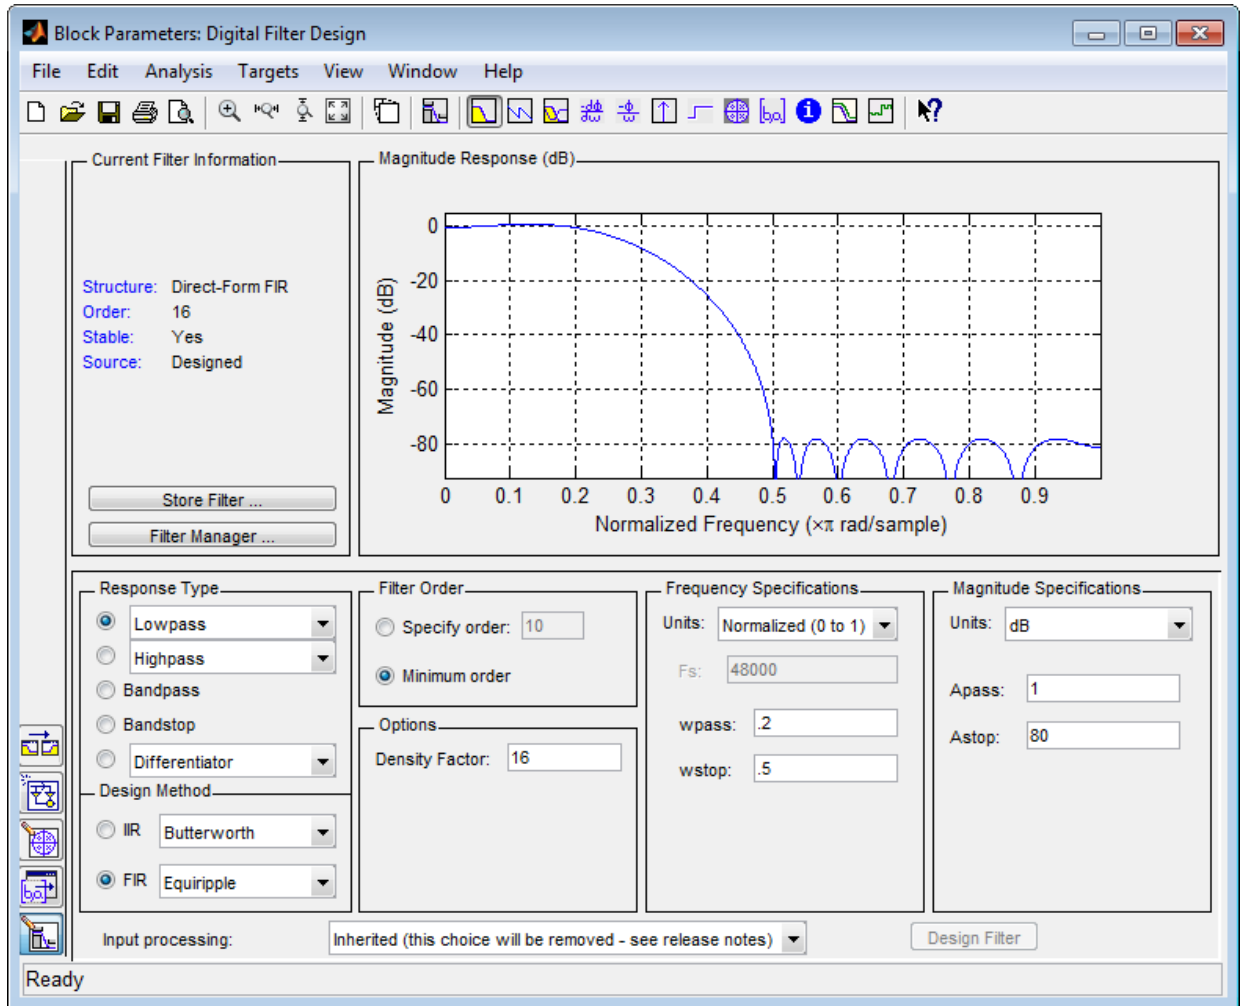 Block Parameters: Digital Filter Design
File Edit Analysis Targets View Window Help
Current Filter Information
Structure: Direct-Form FIR
Order: 16
Stable: Yes
Source: Designed
Store Filter ...
Filter Manager ...
Magnitude Response (dB)
Magnitude (dB)
0
-20
-40
-60
-80
0 0.1 0.2 0.3 0.4 0.5 0.6 0.7 0.8 0.9
Normalized Frequency (×π rad/sample)
Response Type
Lowpass
Highpass
Bandpass
Bandstop
Differentiator
Design Method
IIR Butterworth
FIR Equiripple
Filter Order
Specify order: 10
Minimum order
Options
Density Factor: 16
Frequency Specifications
Units: Normalized (0 to 1)
Fs: 48000
wpass: .2
wstop: .5
Magnitude Specifications
Units: dB
Apass: 1
Astop: 80
Input processing: Inherited (this choice will be removed - see release notes)
Design Filter
Ready